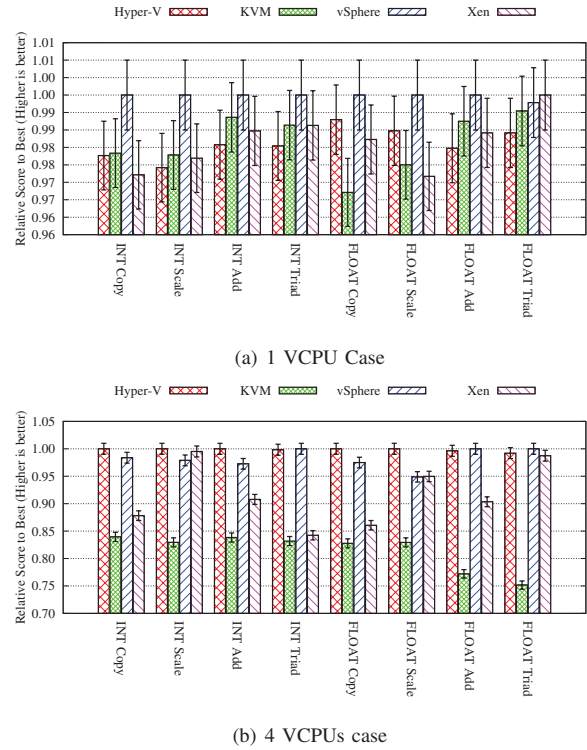 Hyper-V KVM vSphere Xen
Relative Score to Best (Higher is better)
1.01
1.00
1.00
0.99
0.99
0.98
0.98
0.97
0.97
0.96
0.96
INT Copy
INT Scale
INT Add
INT Triad
FLOAT Copy
FLOAT Scale
FLOAT Add
FLOAT Triad
(a) 1 VCPU Case
Hyper-V KVM vSphere Xen
Relative Score to Best (Higher is better)
1.05
1.00
0.95
0.90
0.85
0.80
0.75
0.70
INT Copy
INT Scale
INT Add
INT Triad
FLOAT Copy
FLOAT Scale
FLOAT Add
FLOAT Triad
(b) 4 VCPUs case